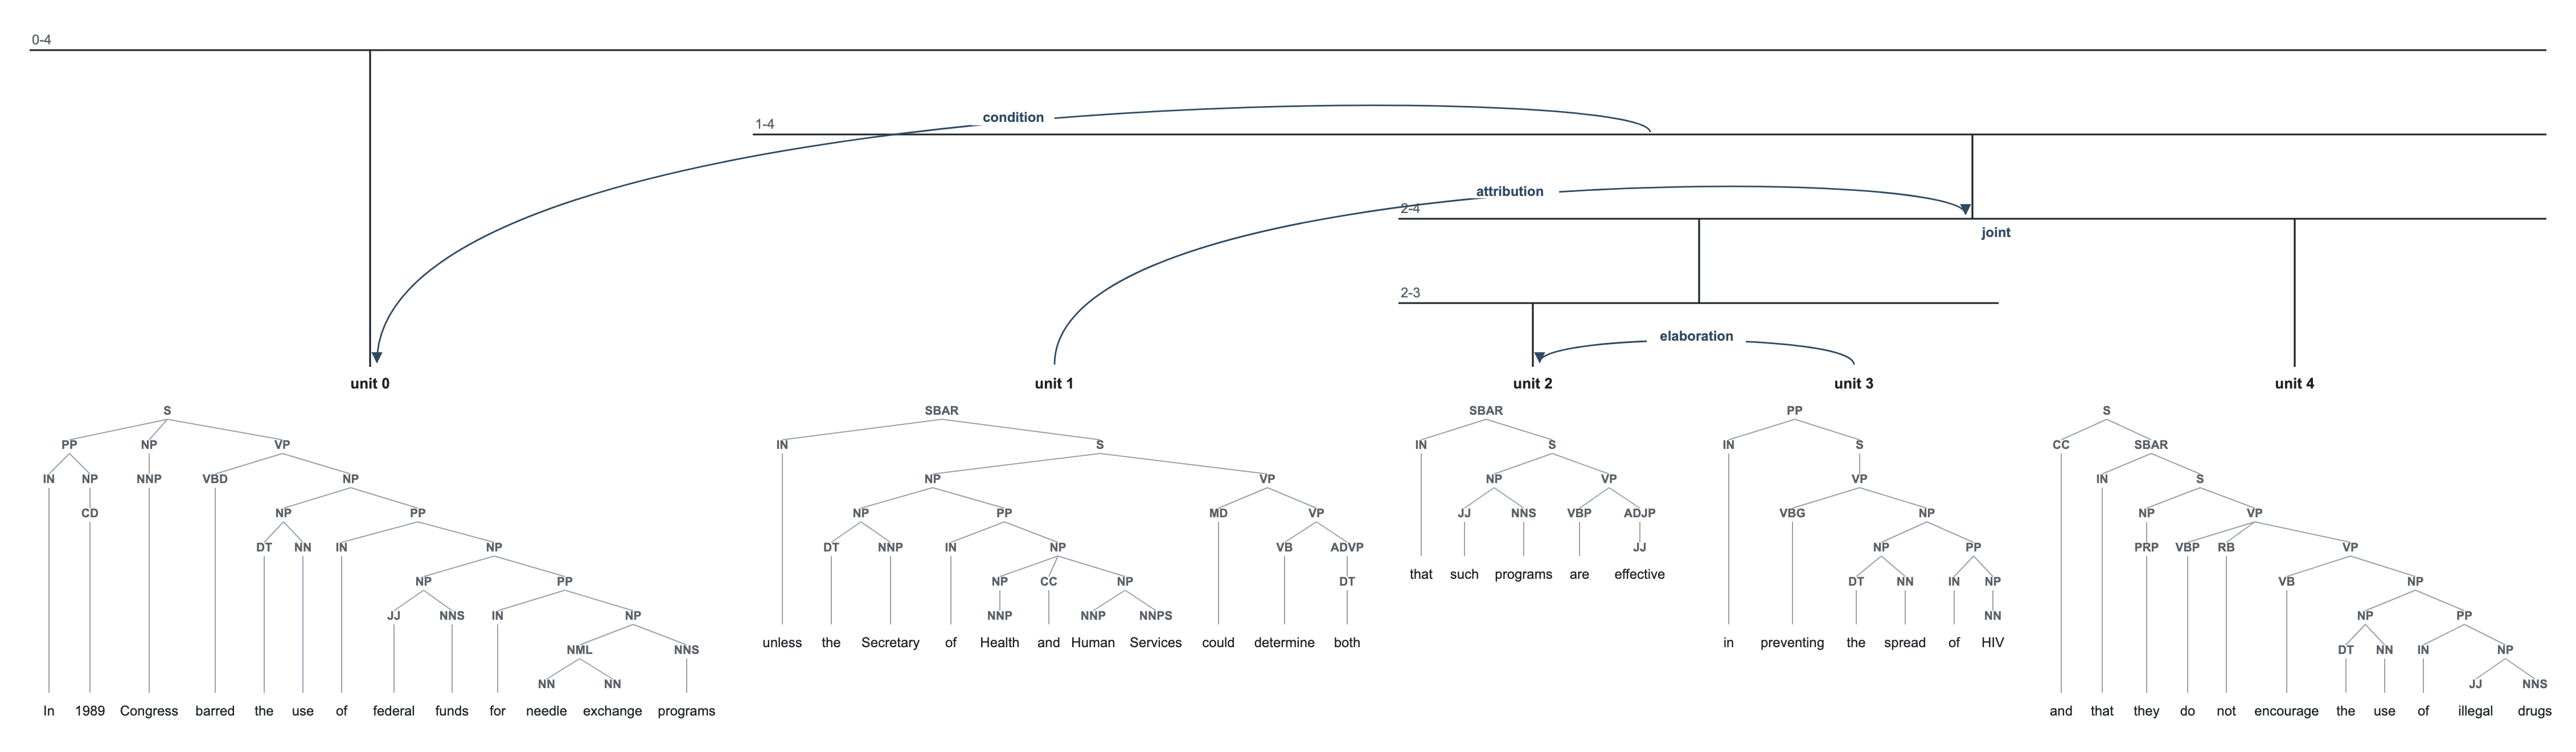 0-4
condition
1-4
attribution
2-4
joint
2-3
elaboration
unit 0 unit 1 unit 2 unit 3 unit 4
S SBAR SBAR PP S
PP NP VP IN S IN S IN S CC SBAR
IN NP NNP VBD NP NP VP NP VP VP IN S
CD NP PP NP PP MD VP JJ NNS VBP ADJP VBG NP NP VP
DT NN IN NP DT NNP IN NP VB ADVP JJ NP PP PRP VBP RB VP
that such programs are effective
NP PP NP CC NP DT DT NN IN NP VB NP
JJ NNS IN NP NNP NNP NNPS NN NP PP
unless the Secretary of Health and Human Services could determine both in preventing the spread of HIV
NML NNS DT NN IN NP
NN NN JJ NNS
In 1989 Congress barred the use of federal funds for needle exchange programs and that they do not encourage the use of illegal drugs